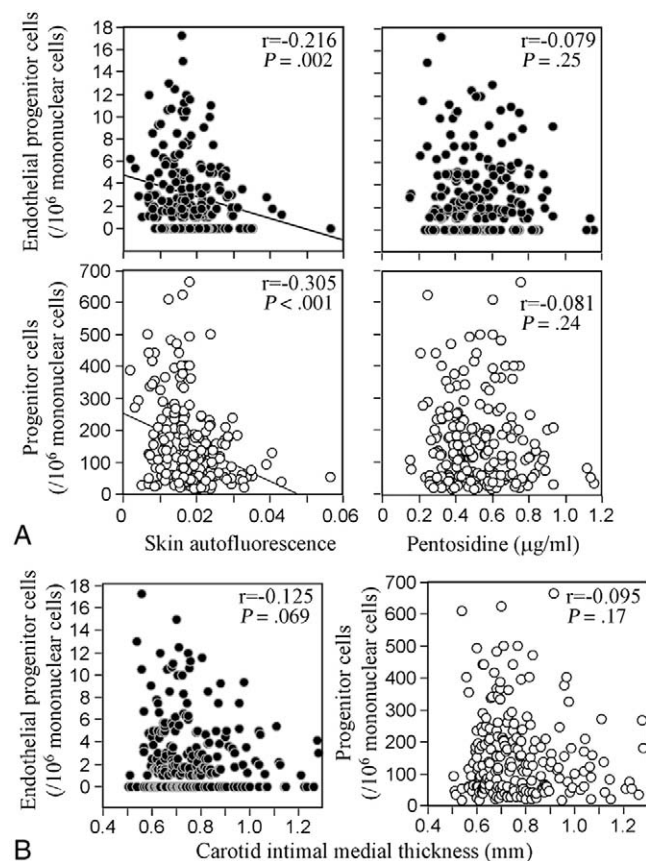 Endothelial progenitor cells
(/10⁶ mononuclear cells)
18
16
14
12
10
8
6
4
2
0
r=-0.216
P = .002
r=-0.079
P = .25
Progenitor cells
(/10⁶ mononuclear cells)
700
600
500
400
300
200
100
0
r=-0.305
P < .001
r=-0.081
P = .24
0 0.02 0.04 0.06
0 0.2 0.4 0.6 0.8 1.0 1.2
A
Skin autofluorescence
Pentosidine (μg/ml)
Endothelial progenitor cells
(/10⁶ mononuclear cells)
18
16
14
12
10
8
6
4
2
0
r=-0.125
P = .069
Progenitor cells
(/10⁶ mononuclear cells)
700
600
500
400
300
200
100
0
r=-0.095
P = .17
0.4 0.6 0.8 1.0 1.2
0.4 0.6 0.8 1.0 1.2
B
Carotid intimal medial thickness (mm)